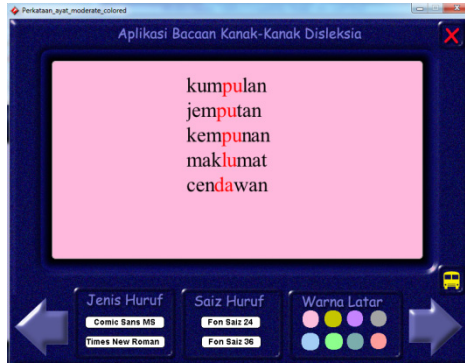 Perkataan_ayat_moderate_colored
Aplikasi Bacaan Kanak-Kanak Disleksia
kumpulan
jemputan
kempunan
maklumat
cendawan
Jenis Huruf
Comic Sans MS
Times New Roman
Saiz Huruf
Fon Saiz 24
Fon Saiz 36
Warna Latar